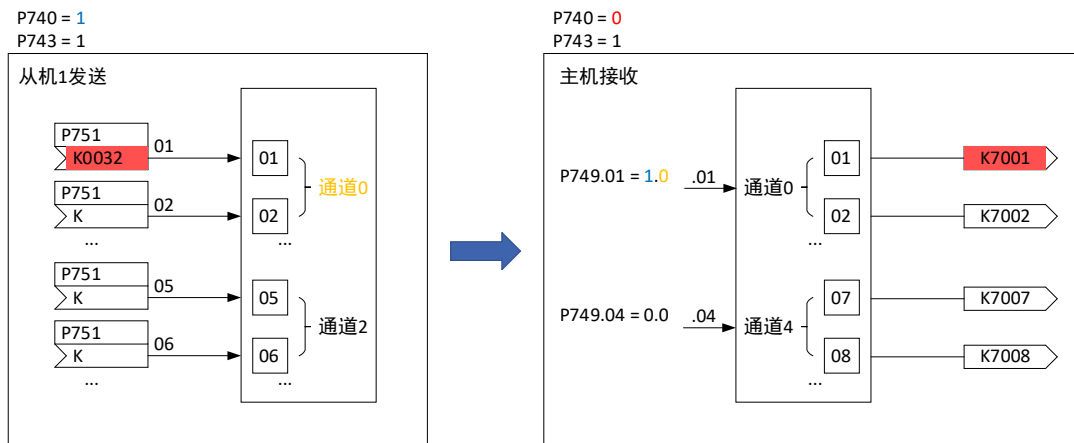 P740 = 1
P743 = 1
从机1发送
P751
K0032
01
01
通道0
P751
K
02
02
...
...
P751
K
05
05
通道2
P751
K
06
06
...
...
P740 = 0
P743 = 1
主机接收
P749.01 = 1.0
.01
通道0
01
K7001
02
K7002
...
P749.04 = 0.0
.04
通道4
07
K7007
08
K7008
...